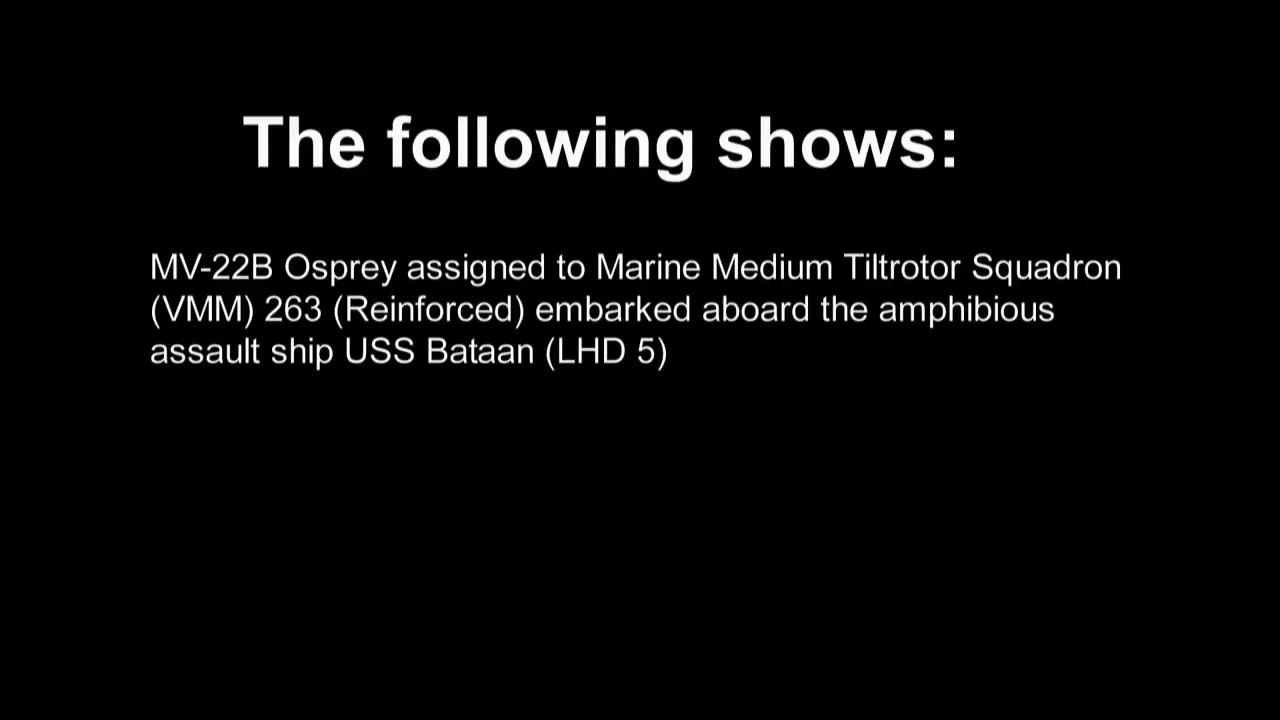 The following shows:
MV-22B Osprey assigned to Marine Medium Tiltrotor Squadron
(VMM) 263 (Reinforced) embarked aboard the amphibious
assault ship USS Bataan (LHD 5)